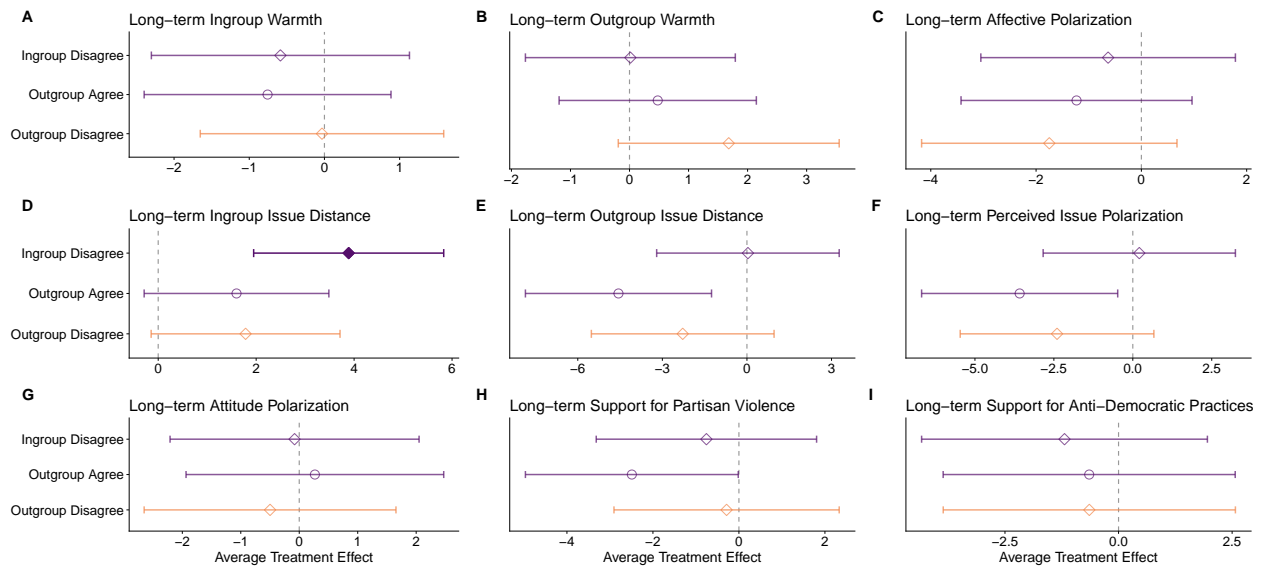 A Long−term Ingroup Warmth
Ingroup Disagree
Outgroup Agree
Outgroup Disagree
−2 −1 0 1
B Long−term Outgroup Warmth
−2 −1 0 1 2 3
C Long−term Affective Polarization
−4 −2 0 2
D Long−term Ingroup Issue Distance
Ingroup Disagree
Outgroup Agree
Outgroup Disagree
0 2 4 6
E Long−term Outgroup Issue Distance
−6 −3 0 3
F Long−term Perceived Issue Polarization
−5.0 −2.5 0.0 2.5
G Long−term Attitude Polarization
Ingroup Disagree
Outgroup Agree
Outgroup Disagree
−2 −1 0 1 2
Average Treatment Effect
H Long−term Support for Partisan Violence
−4 −2 0 2
Average Treatment Effect
I Long−term Support for Anti−Democratic Practices
−2.5 0.0 2.5
Average Treatment Effect